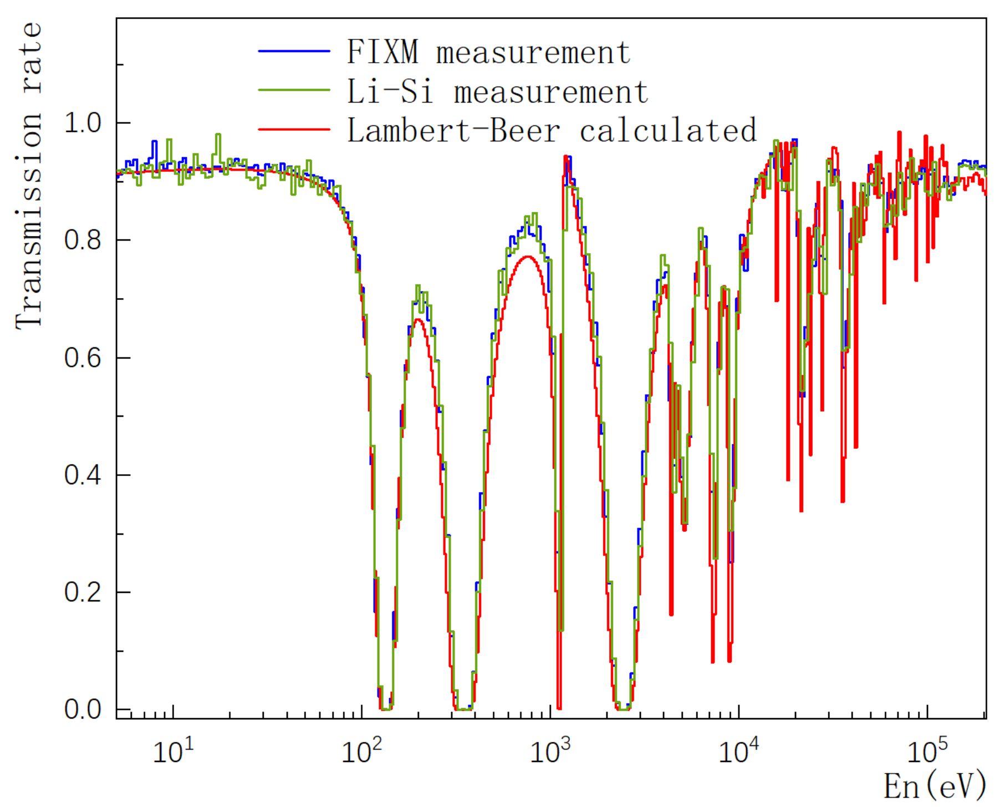 Transmission rate
FIXM measurement
Li-Si measurement
Lambert-Beer calculated
1.0
0.8
0.6
0.4
0.2
0.0
10¹ 10² 10³ 10⁴ 10⁵
En(eV)